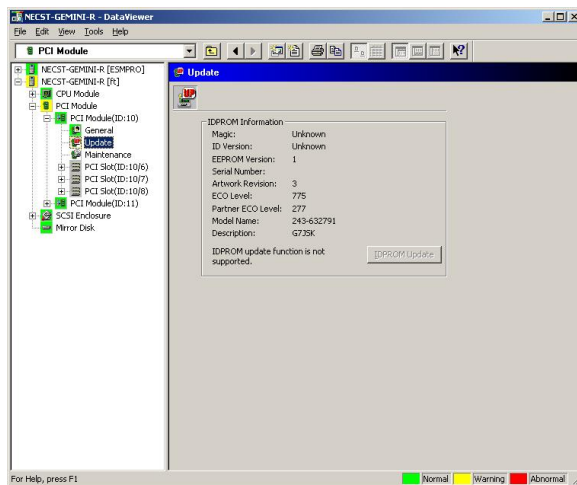 NECST-GEMINI-R - DataViewer
File Edit View Tools Help
PCI Module
NECST-GEMINI-R [ESMPRO]
NECST-GEMINI-R [ft]
CPU Module
PCI Module
PCI Module(ID:10)
General
Update
Maintenance
PCI Slot(ID:10/6)
PCI Slot(ID:10/7)
PCI Slot(ID:10/8)
PCI Module(ID:11)
SCSI Enclosure
Mirror Disk
Update
UP
IDPROM Information
Magic: Unknown
ID Version: Unknown
EEPROM Version: 1
Serial Number:
Artwork Revision: 3
ECO Level: 775
Partner ECO Level: 277
Model Name: 243-632791
Description: G7JSK
IDPROM update function is not
supported.
IDPROM Update
For Help, press F1
Normal Warning Abnormal